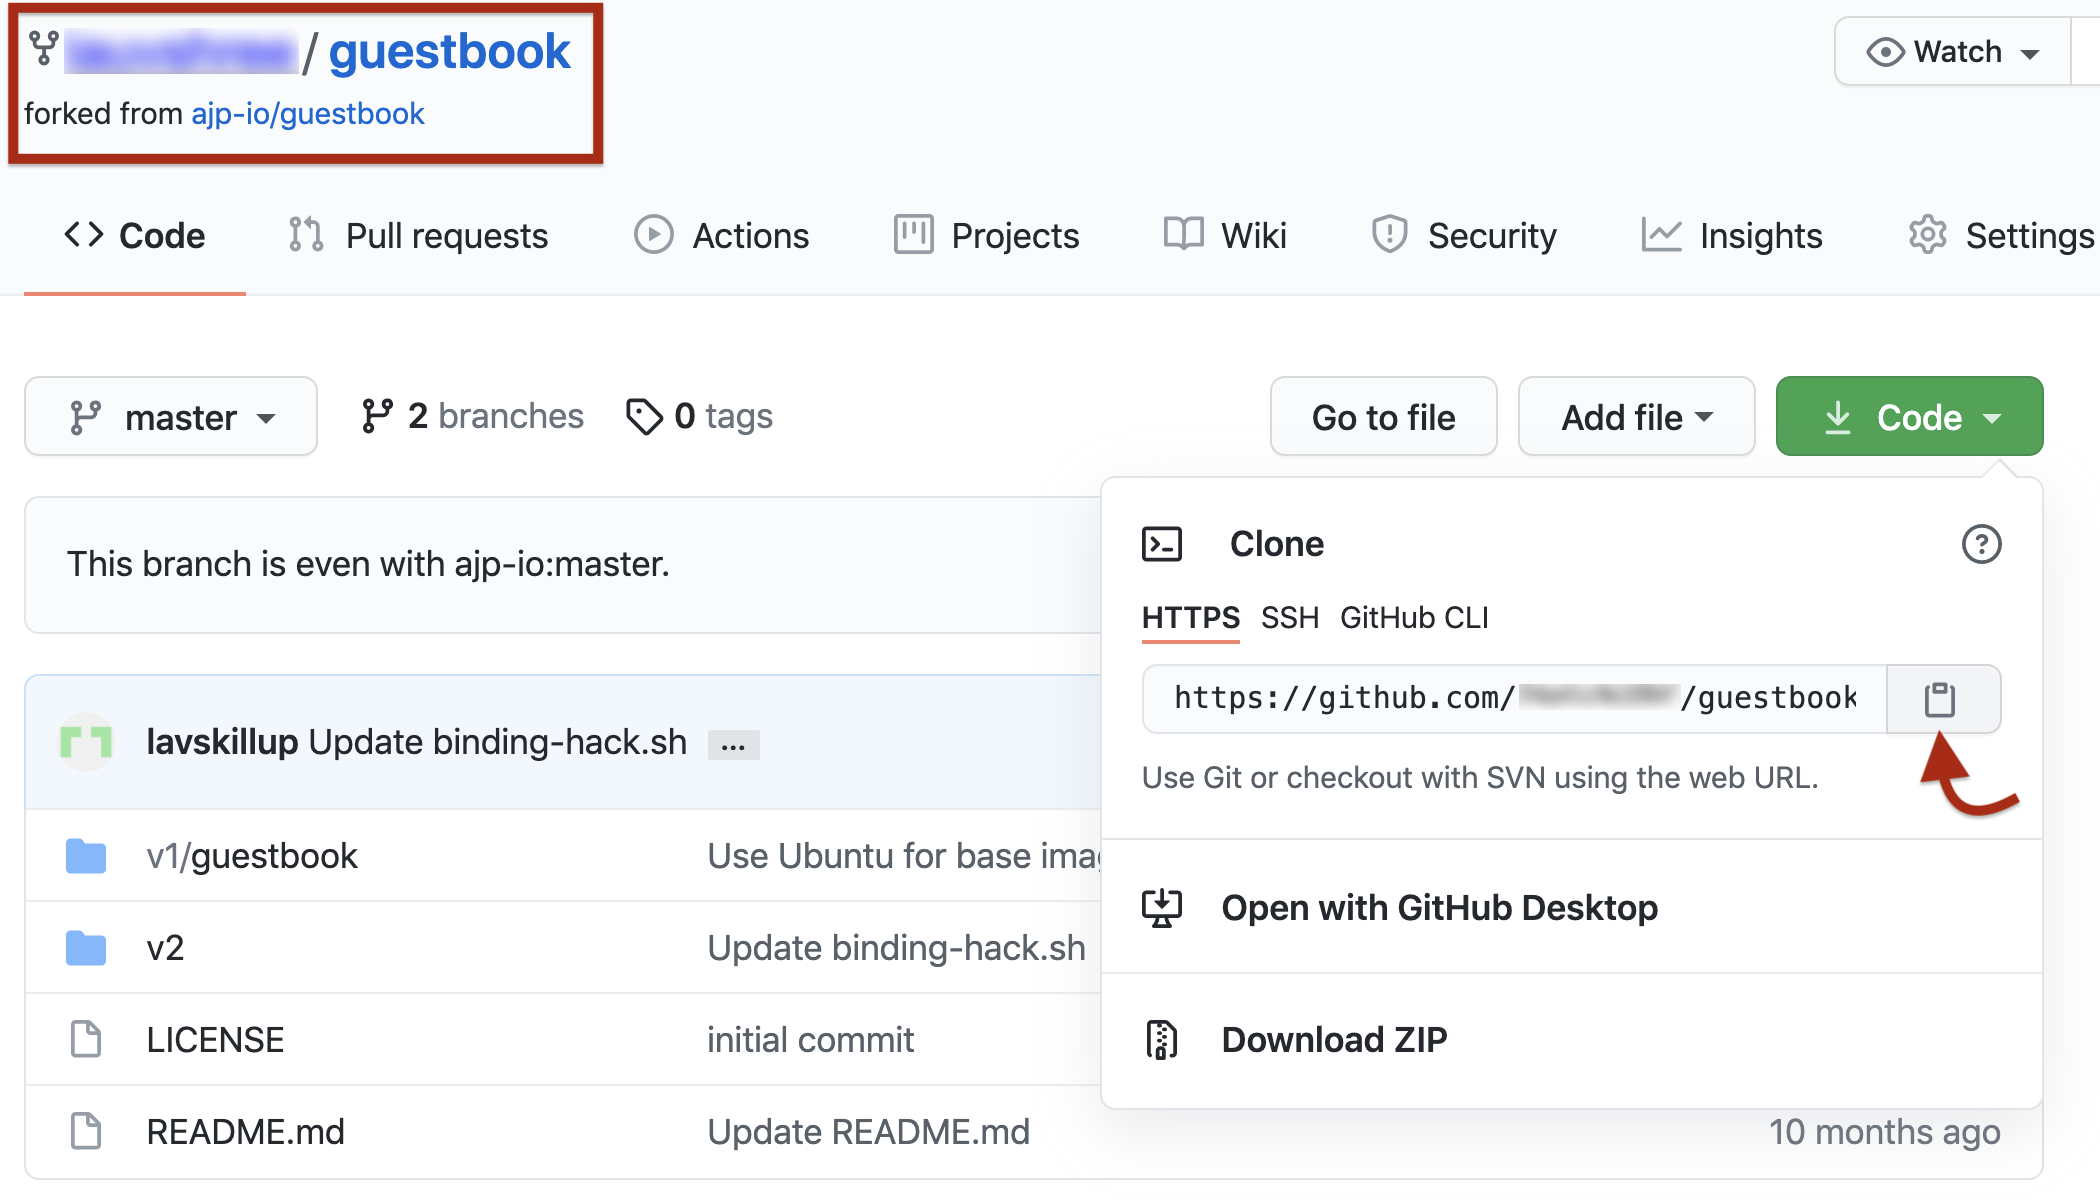 / guestbook
forked from ajp-io/guestbook
Watch
Code Pull requests Actions Projects Wiki Security Insights Settings
master 2 branches 0 tags Go to file Add file Code
This branch is even with ajp-io:master.
Clone
HTTPS SSH GitHub CLI
https://github.com/ /guestbook
Use Git or checkout with SVN using the web URL.
Open with GitHub Desktop
Download ZIP
lavskillup Update binding-hack.sh ...
v1/guestbook Use Ubuntu for base
v2 Update binding-hack.sh
LICENSE initial commit
README.md Update README.md 10 months ago